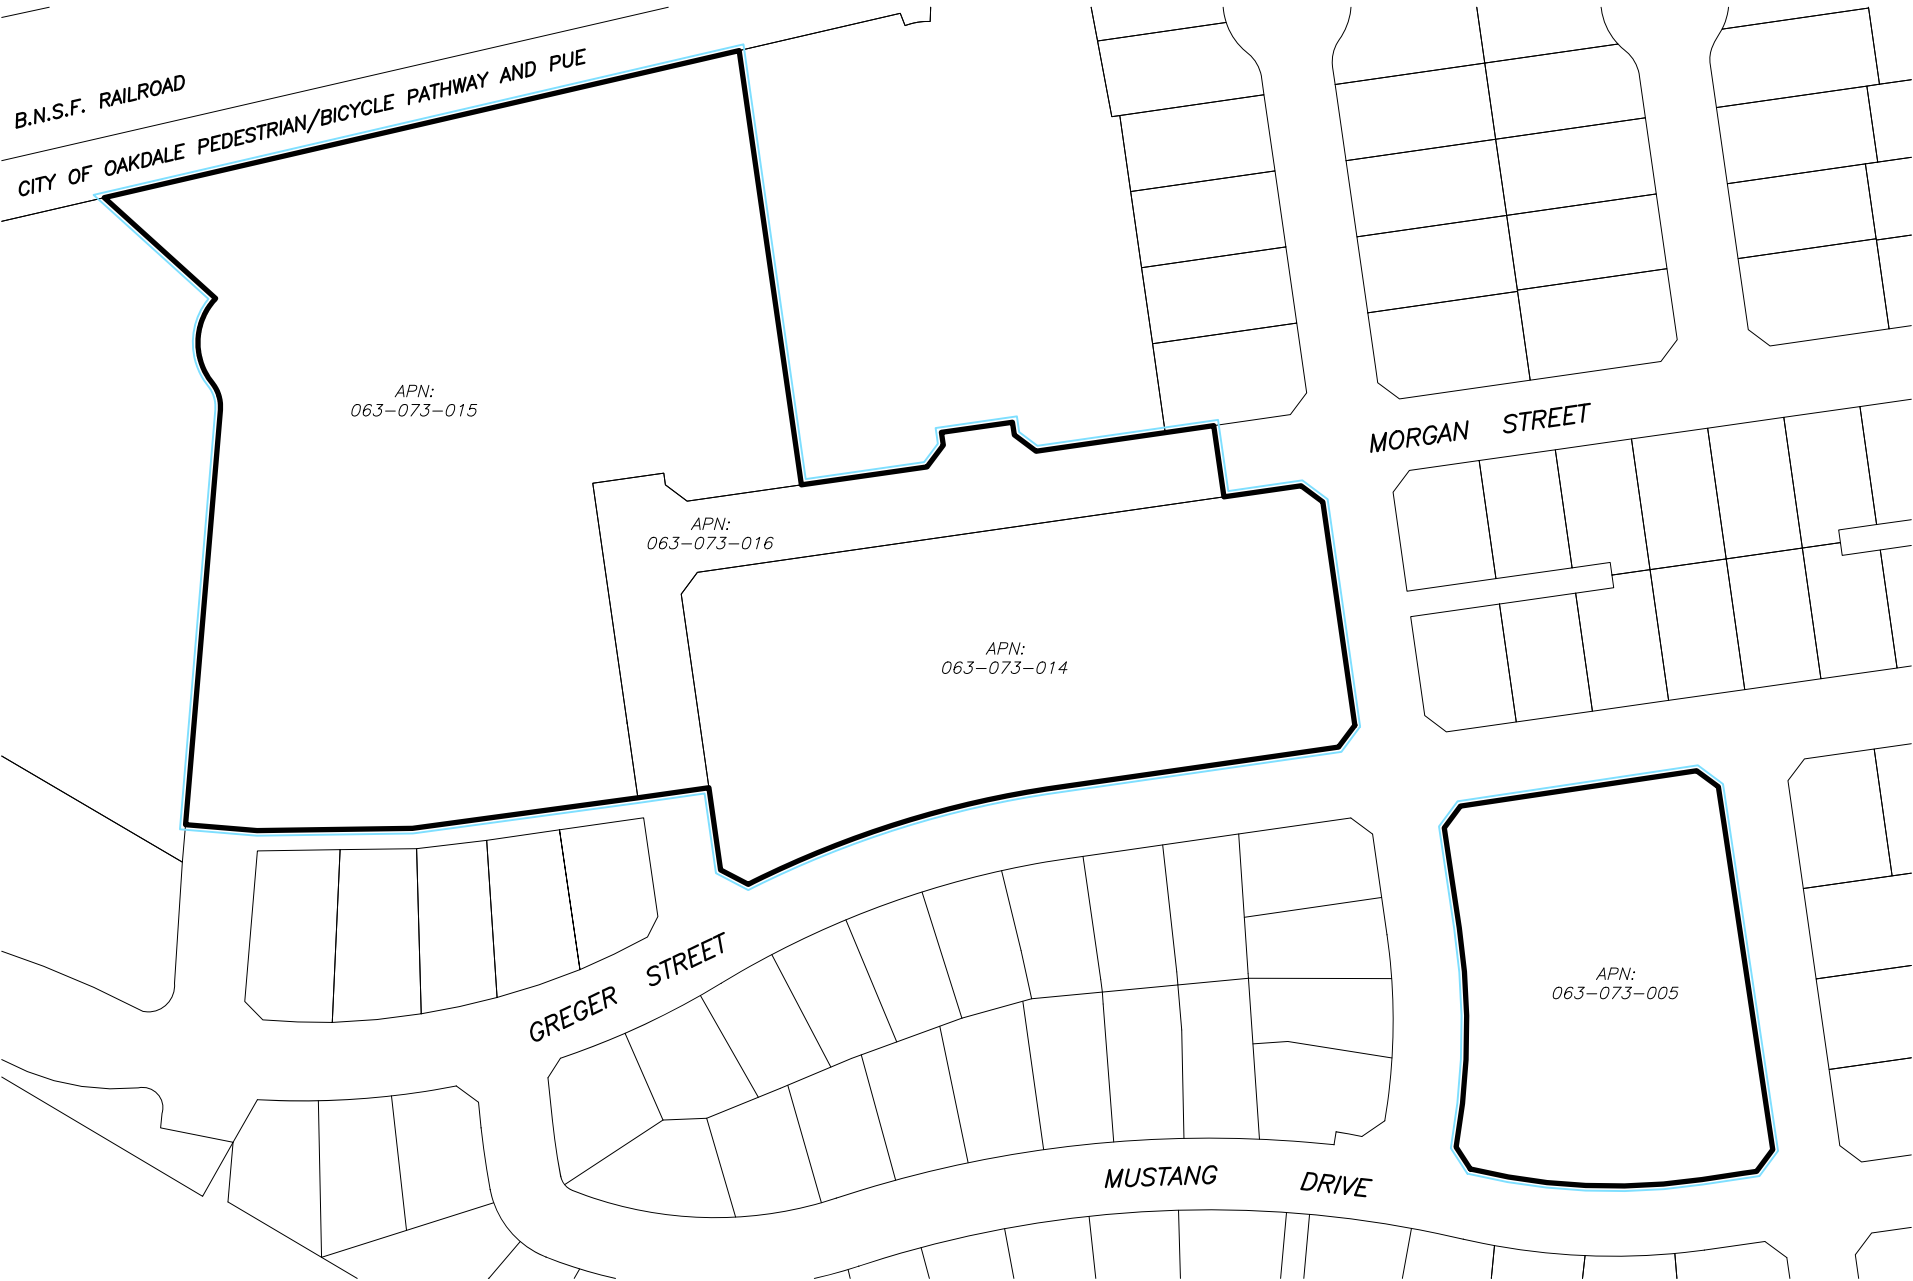 B.N.S.F. RAILROAD
CITY OF OAKDALE PEDESTRIAN/BICYCLE PATHWAY AND PUE
APN:
063-073-015
MORGAN STREET
APN:
063-073-016
APN:
063-073-014
GREGER STREET
APN:
063-073-005
MUSTANG DRIVE